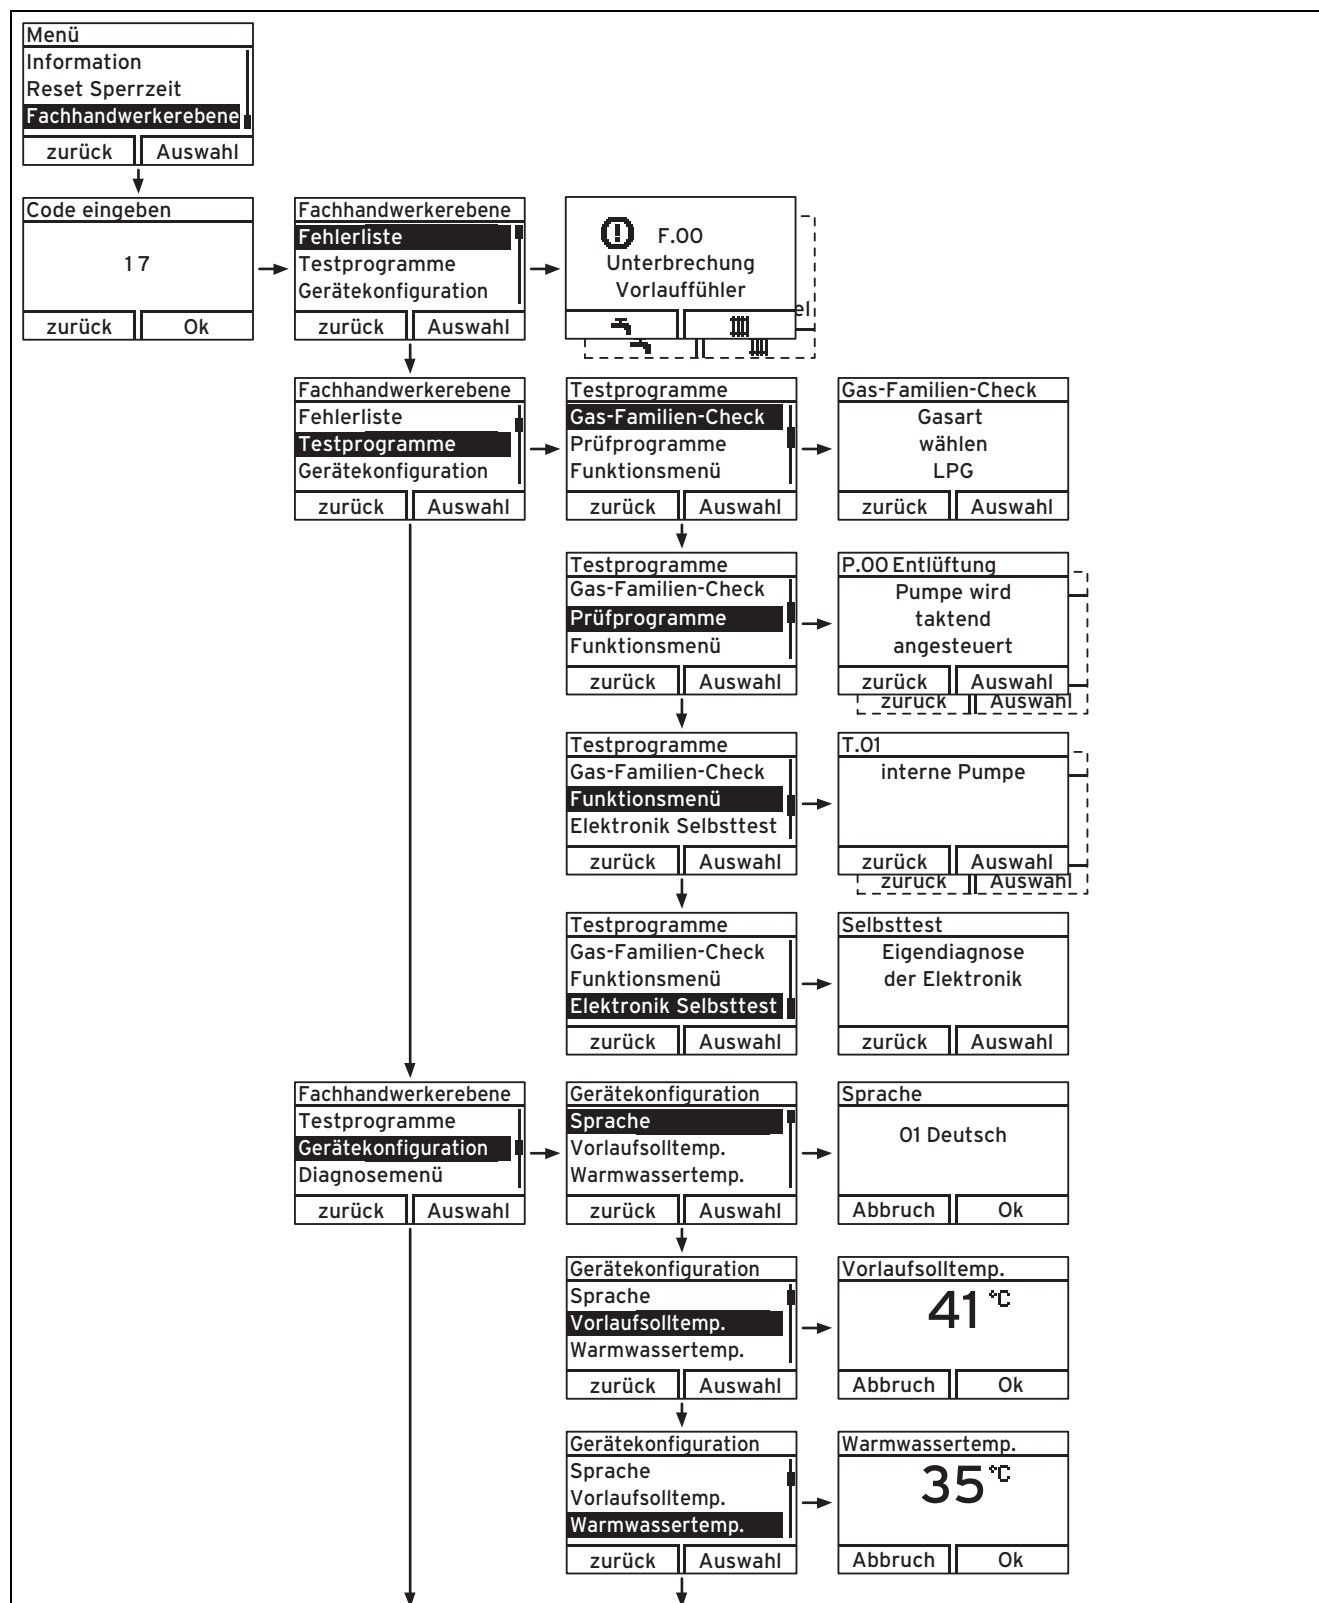 Menü
Information
Reset Sperrzeit
Fachhandwerkerebene
zurück Auswahl
Code eingeben
17
zurück Ok
Fachhandwerkerebene
Fehlerliste
Testprogramme
Gerätekonfiguration
zurück Auswahl
F.00
Unterbrechung
Vorlauffühler
el
Fachhandwerkerebene
Fehlerliste
Testprogramme
Gerätekonfiguration
zurück Auswahl
Testprogramme
Gas-Familien-Check
Prüfprogramme
Funktionsmenü
zurück Auswahl
Gas-Familien-Check
Gasart
wählen
LPG
zurück Auswahl
Testprogramme
Gas-Familien-Check
Prüfprogramme
Funktionsmenü
zurück Auswahl
P.00 Entlüftung
Pumpe wird
taktend
angesteuert
zurück Auswahl
zurück Auswahl
Testprogramme
Gas-Familien-Check
Funktionsmenü
Elektronik Selbsttest
zurück Auswahl
T.01
interne Pumpe
zurück Auswahl
zurück Auswahl
Testprogramme
Gas-Familien-Check
Funktionsmenü
Elektronik Selbsttest
zurück Auswahl
Selbsttest
Eigendiagnose
der Elektronik
zurück Auswahl
Fachhandwerkerebene
Testprogramme
Gerätekonfiguration
Diagnosemenü
zurück Auswahl
Gerätekonfiguration
Sprache
Vorlaufsolltemp.
Warmwassertemp.
zurück Auswahl
Sprache
01 Deutsch
Abbruch Ok
Gerätekonfiguration
Sprache
Vorlaufsolltemp.
Warmwassertemp.
zurück Auswahl
Vorlaufsolltemp.
41 °C
Abbruch Ok
Gerätekonfiguration
Sprache
Vorlaufsolltemp.
Warmwassertemp.
zurück Auswahl
Warmwassertemp.
35 °C
Abbruch Ok